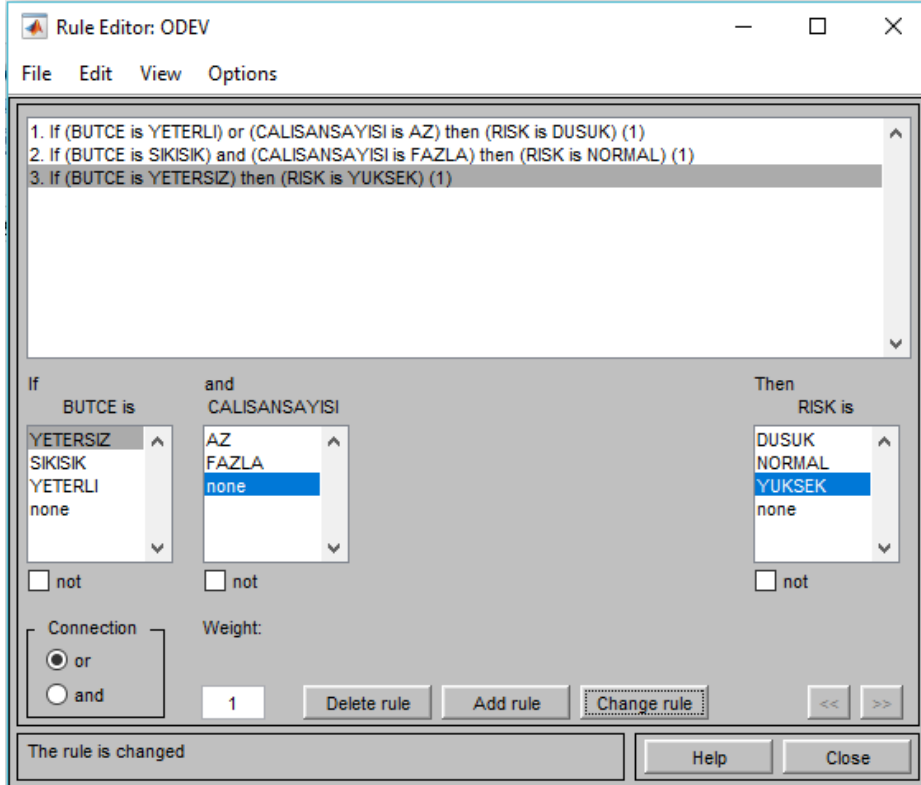 Rule Editor: ODEV
File Edit View Options
1. If (BUTCE is YETERLI) or (CALISANSAYISI is AZ) then (RISK is DUSUK) (1)
2. If (BUTCE is SIKISIK) and (CALISANSAYISI is FAZLA) then (RISK is NORMAL) (1)
3. If (BUTCE is YETERSIZ) then (RISK is YUKSEK) (1)
If and Then
BUTCE is CALISANSAYISI RISK is
YETERSIZ AZ DUSUK
SIKISIK FAZLA NORMAL
YETERLI none YUKSEK
none none
not not not
Connection Weight:
or
and 1 Delete rule Add rule Change rule << >>
The rule is changed Help Close